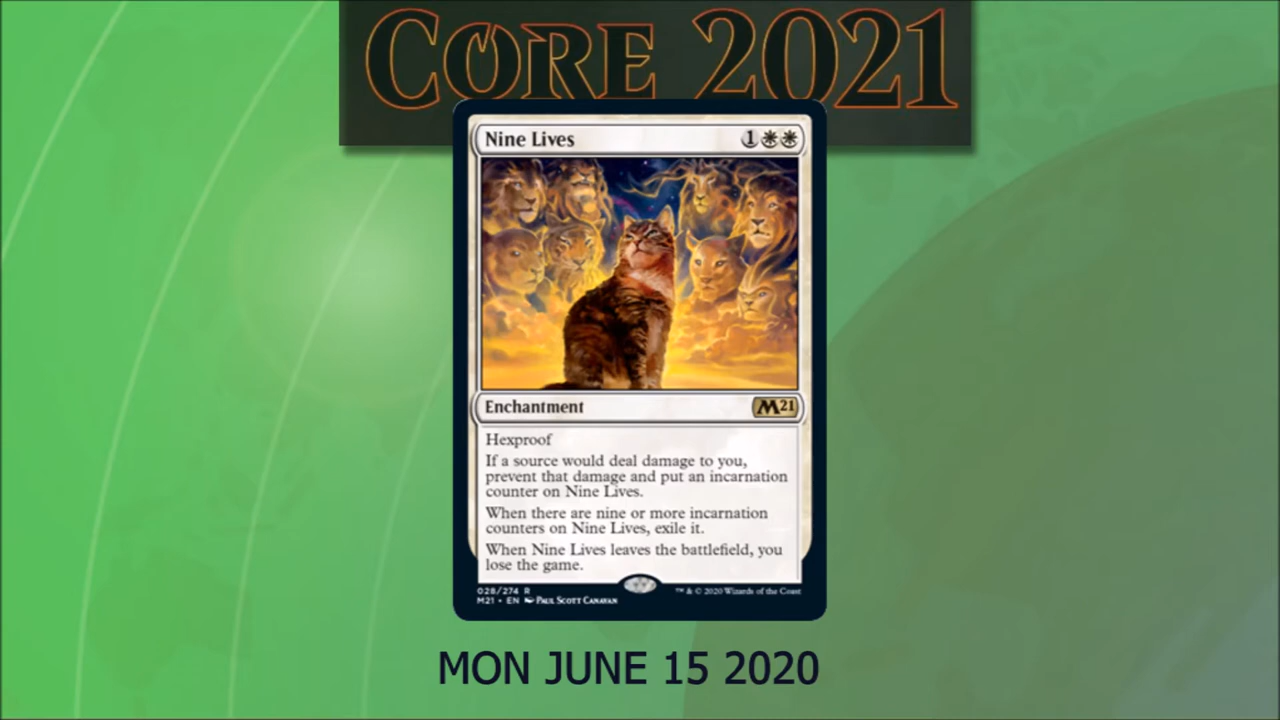 CORE 2021
Nine Lives 1
Enchantment M21
Hexproof
If a source would deal damage to you,
prevent that damage and put an incarnation
counter on Nine Lives.
When there are nine or more incarnation
counters on Nine Lives, exile it.
When Nine Lives leaves the battlefield, you
lose the game.
028/274 R ™ & © 2020 Wizards of the Coast
M21 • EN PAUL SCOTT CANAVAN
MON JUNE 15 2020